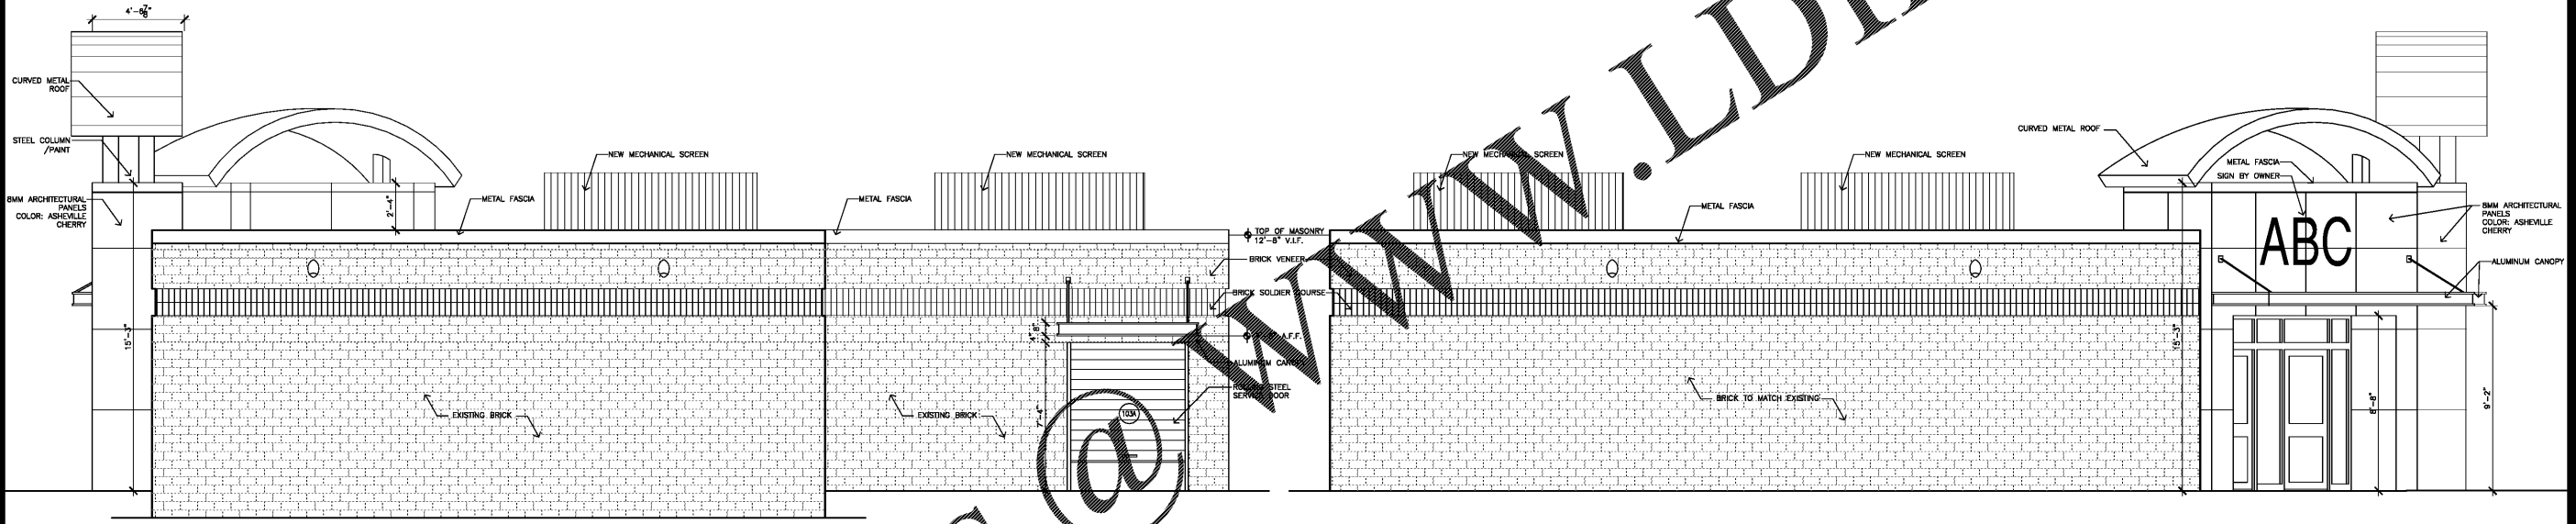 4'-8⅞"
CURVED METAL
ROOF
STEEL COLUMN
/PAINT
8MM ARCHITECTURAL
PANELS
COLOR: ASHEVILLE
CHERRY
15'-3"
2'-4"
METAL FASCIA
NEW MECHANICAL SCREEN
METAL FASCIA
NEW MECHANICAL SCREEN
TOP OF MASONRY
12'-8" V.I.F.
BRICK VENEER
BRICK SOLDIER COURSE
A.F.F.
ALUMINUM CANOPY
ROLLING STEEL
SERVICE DOOR
7'-4"
103A
EXISTING BRICK
EXISTING BRICK
NEW MECHANICAL SCREEN
METAL FASCIA
NEW MECHANICAL SCREEN
BRICK TO MATCH EXISTING
CURVED METAL ROOF
METAL FASCIA
SIGN BY OWNER
ABC
8MM ARCHITECTURAL
PANELS
COLOR: ASHEVILLE
CHERRY
ALUMINUM CANOPY
15'-3"
8'-8"
9'-2"
@ WWW.LDI